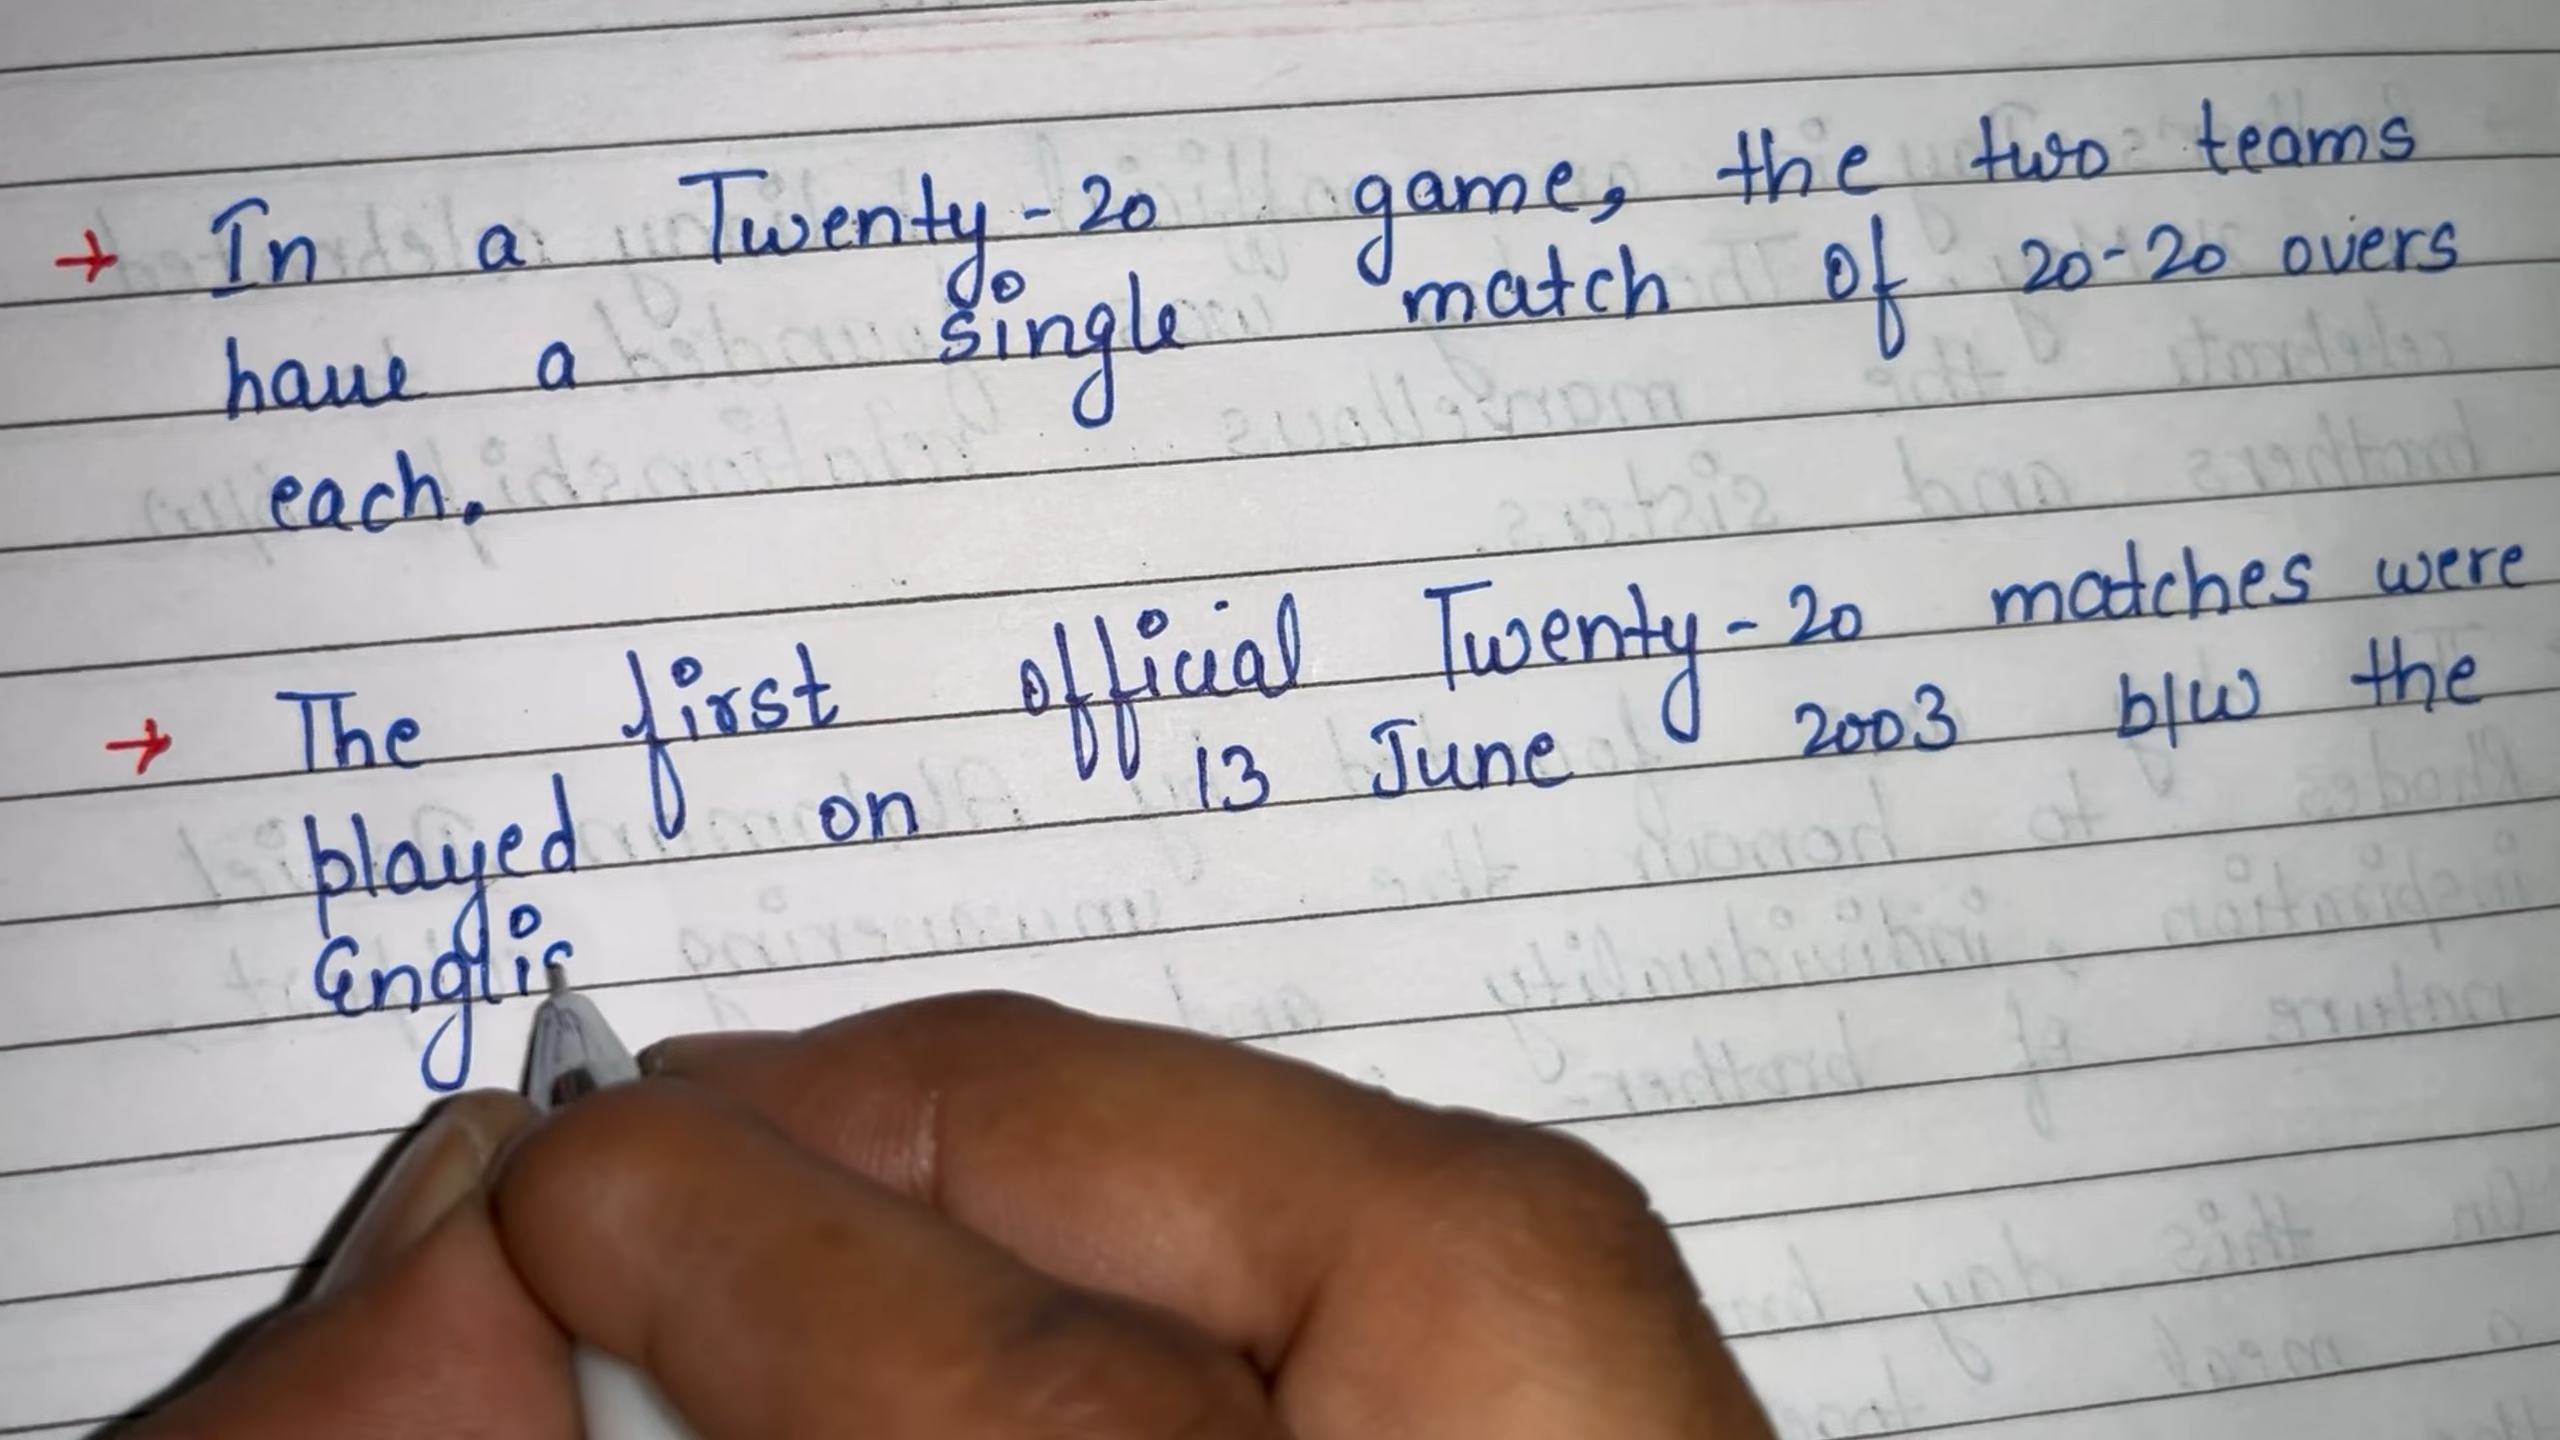 → In a Twenty-20 game, the two teams
have a single match of 20-20 overs
each.
→ The first official Twenty-20 matches were
played on 13 June 2003 b/w the
Englis